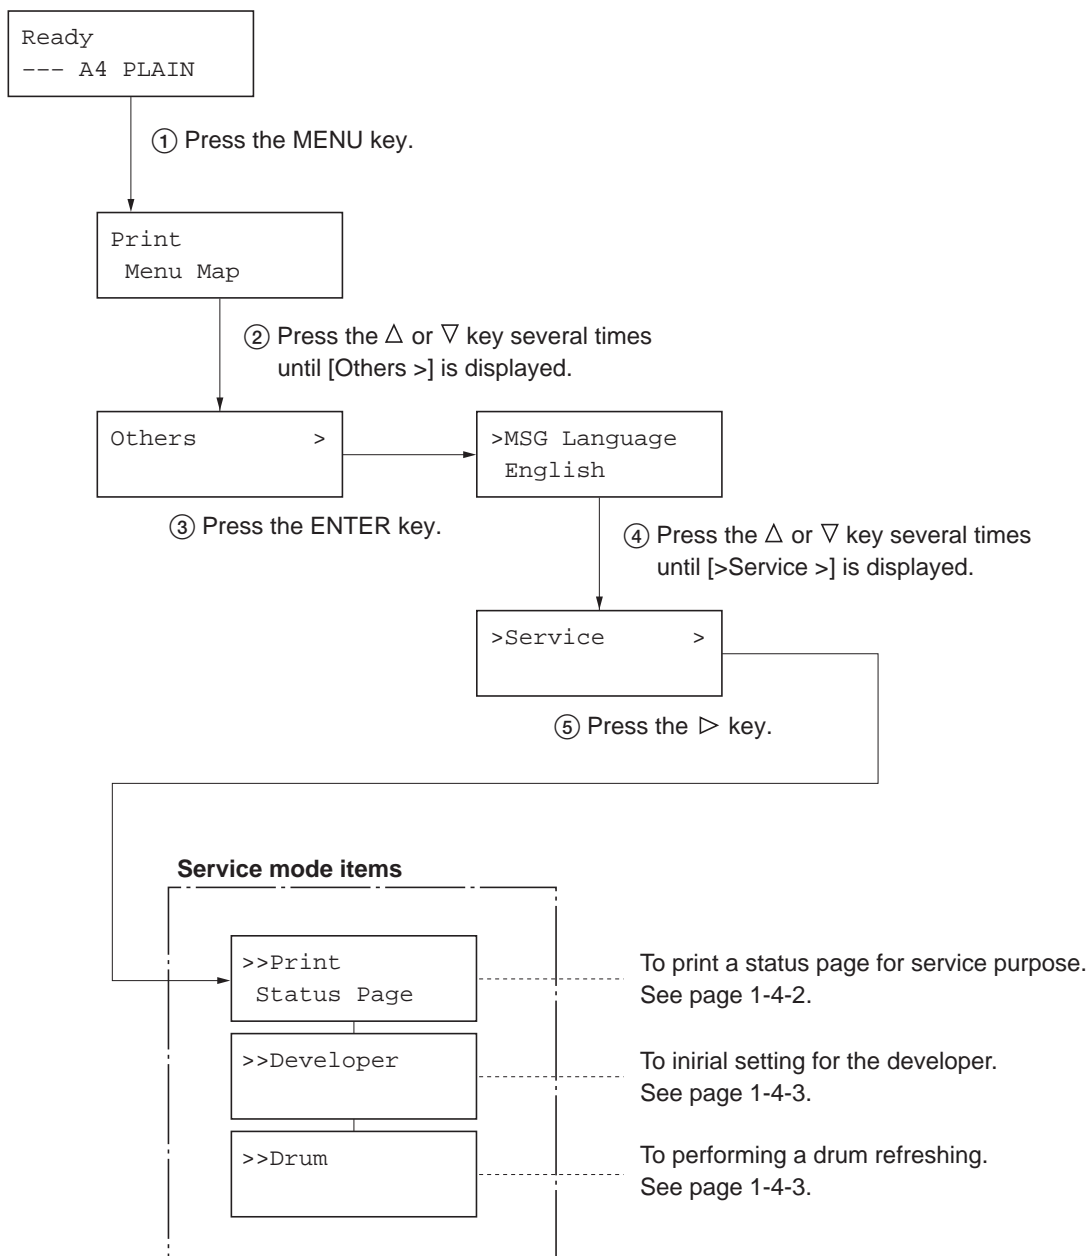 Ready
--- A4 PLAIN
① Press the MENU key.
Print
Menu Map
② Press the △ or ▽ key several times
until [Others >] is displayed.
Others >
>MSG Language
English
③ Press the ENTER key.
④ Press the △ or ▽ key several times
until [>Service >] is displayed.
>Service >
⑤ Press the ▷ key.
Service mode items
>>Print
Status Page
To print a status page for service purpose.
See page 1-4-2.
>>Developer
To inirial setting for the developer.
See page 1-4-3.
>>Drum
To performing a drum refreshing.
See page 1-4-3.